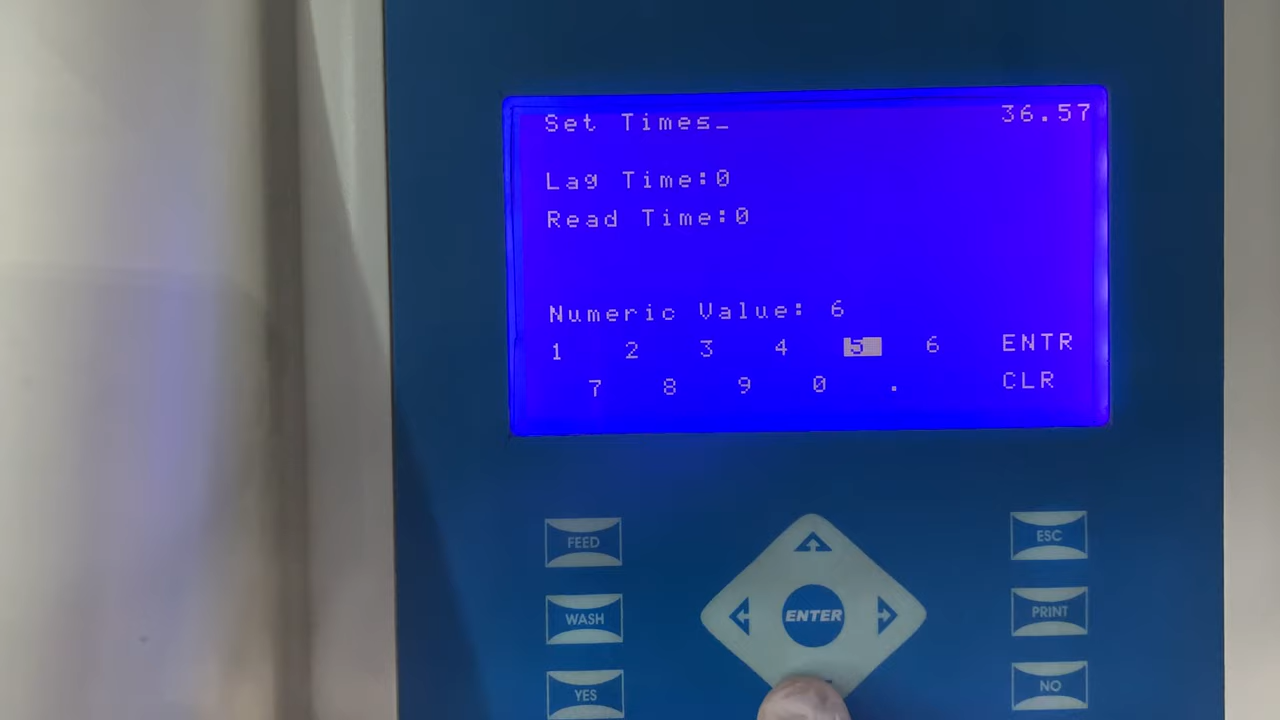 Set Times_ 36.57
Lag Time:0
Read Time:0
Numeric Value: 6
1 2 3 4 5 6 ENTR
7 8 9 0 . CLR
FEED ESC
WASH ENTER PRINT
YES NO